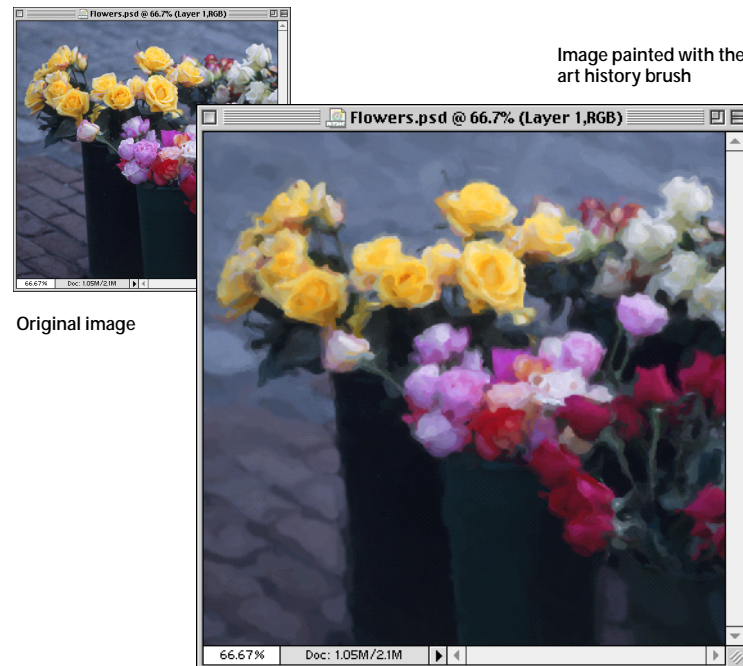 Flowers.psd @ 66.7% (Layer 1,RGB)
Image painted with the
art history brush
Flowers.psd @ 66.7% (Layer 1,RGB)
66.67% Doc: 1.05M/2.1M
Original image
66.67% Doc: 1.05M/2.1M